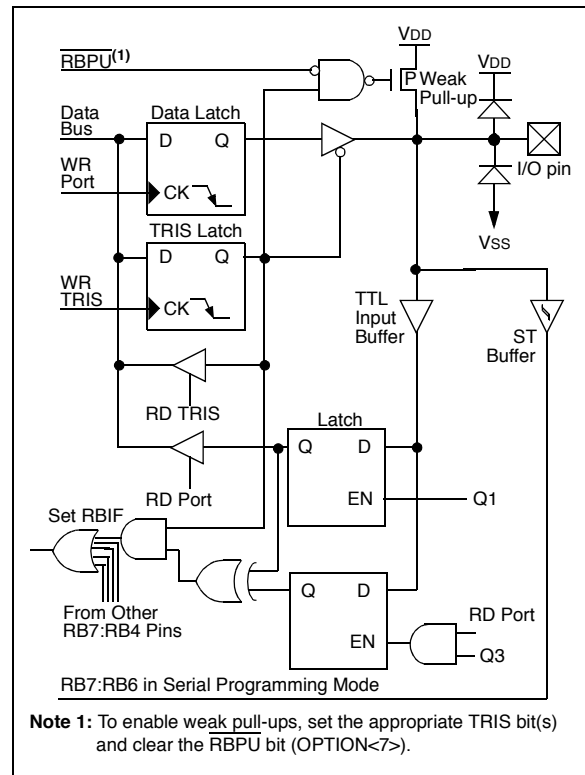 VDD
RBPU(1)
VDD
P Weak
Pull-up
Data
Bus
Data Latch
D Q
WR
Port
CK
I/O pin
VSS
TRIS Latch
D Q
WR
TRIS
CK
TTL
Input
Buffer
ST
Buffer
RD TRIS
Latch
Q D
RD Port
EN
Q1
Set RBIF
Q D
RD Port
EN
Q3
From Other
RB7:RB4 Pins
RB7:RB6 in Serial Programming Mode
Note 1: To enable weak pull-ups, set the appropriate TRIS bit(s)
and clear the RBPU bit (OPTION<7>).